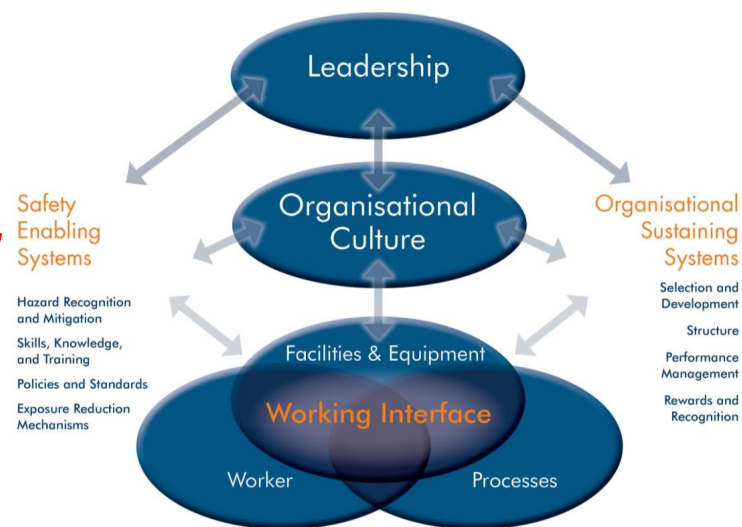 Leadership
Safety
Enabling
Systems
Hazard Recognition
and Mitigation
Skills, Knowledge,
and Training
Policies and Standards
Exposure Reduction
Mechanisms
Organisational
Culture
Organisational
Sustaining
Systems
Selection and
Development
Structure
Performance
Management
Rewards and
Recognition
Facilities & Equipment
Working Interface
Worker
Processes